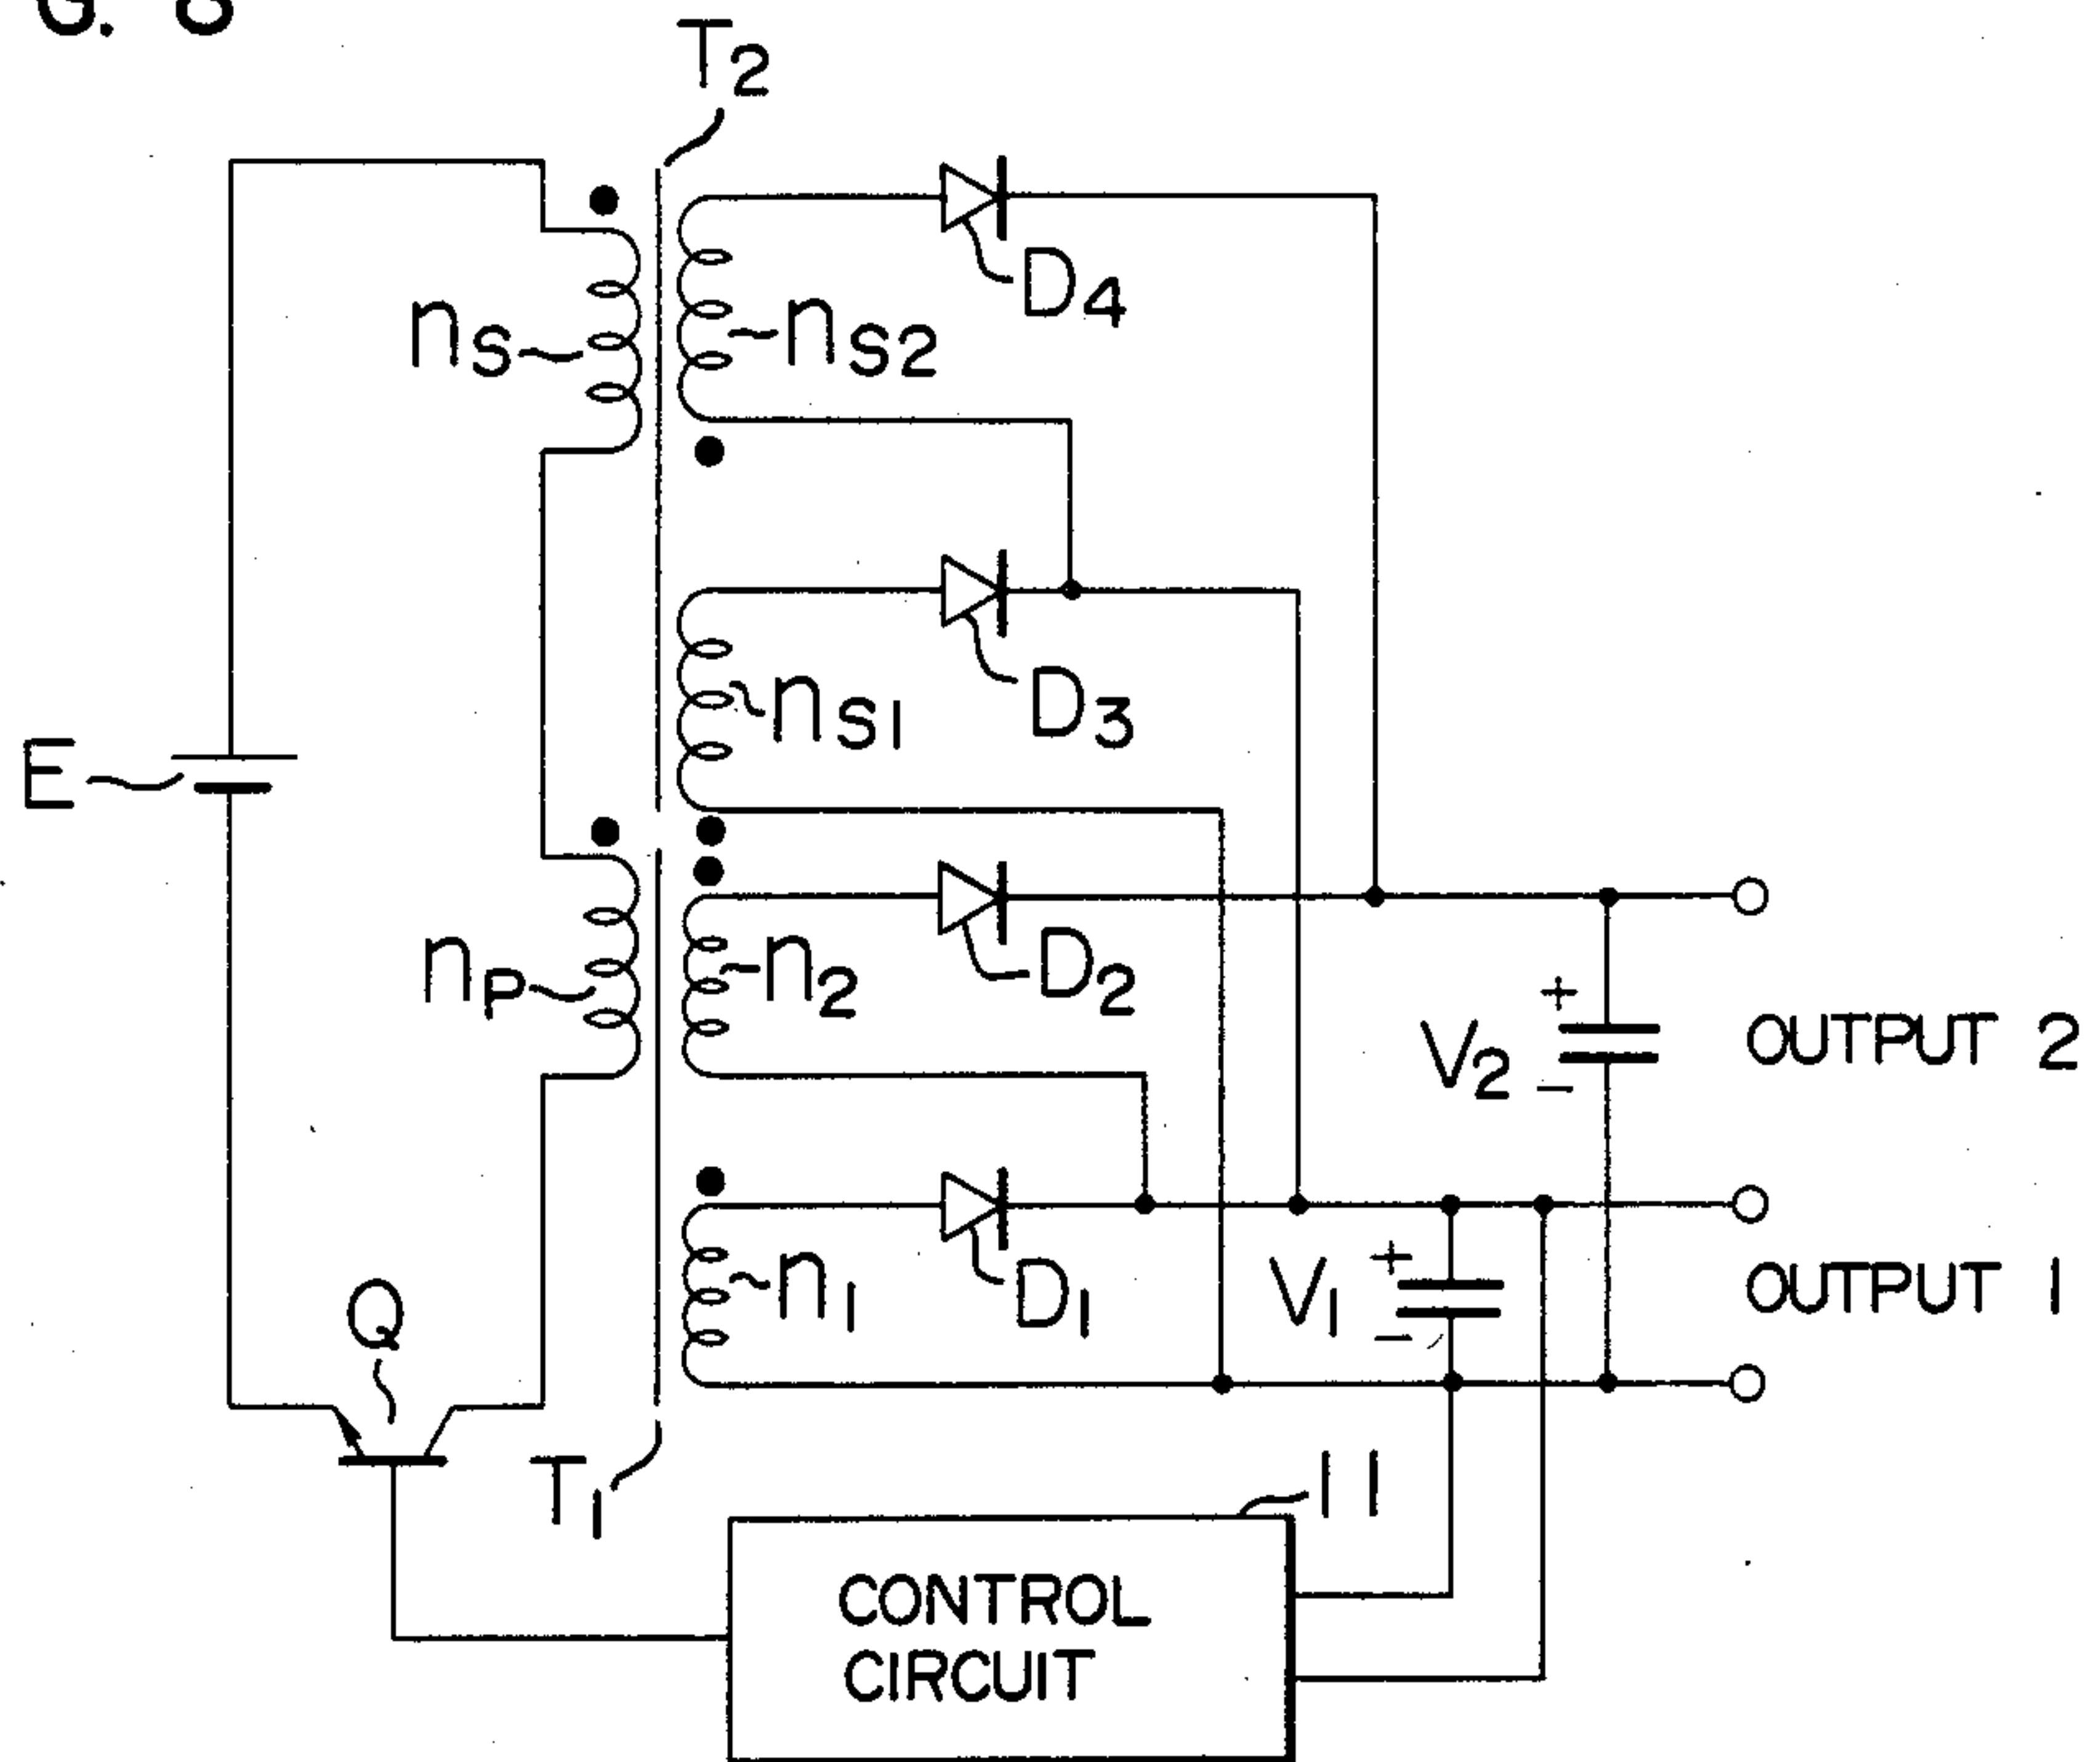 G. 8
T2
D4
nS
nS2
D3
nS1
E
nP
n2
D2
+
V2
-
OUTPUT 2
n1
D1
V1
+
-
OUTPUT 1
Q
T1
11
CONTROL
CIRCUIT